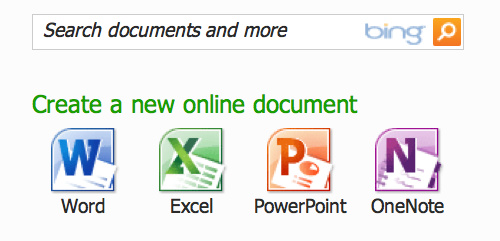 Search documents and more bing
Create a new online document
W X P N
Word Excel PowerPoint OneNote